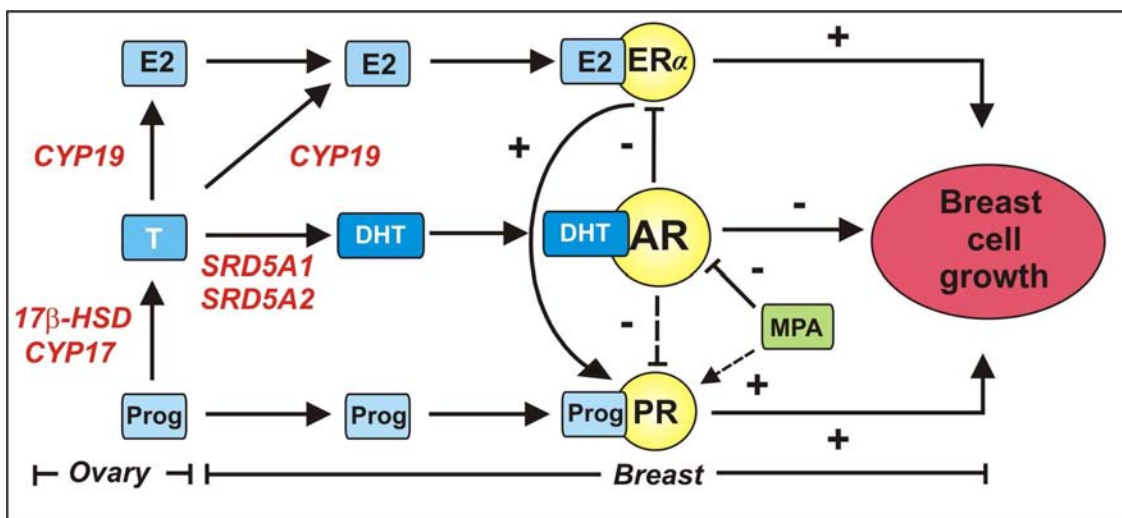 E2
E2
E2
ERα
+
CYP19
CYP19
+
-
T
DHT
DHT
AR
-
Breast
cell
growth
SRD5A1
SRD5A2
-
17β-HSD
CYP17
-
MPA
+
Prog
Prog
Prog
PR
+
Ovary
Breast